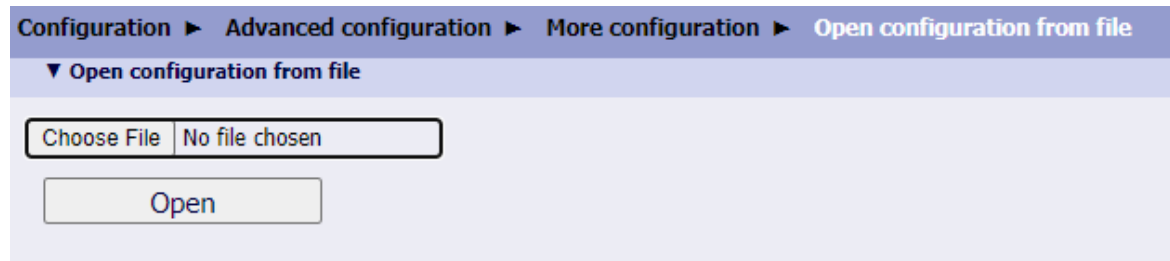 Configuration ► Advanced configuration ► More configuration ► Open configuration from file
▼ Open configuration from file
Choose File No file chosen
Open